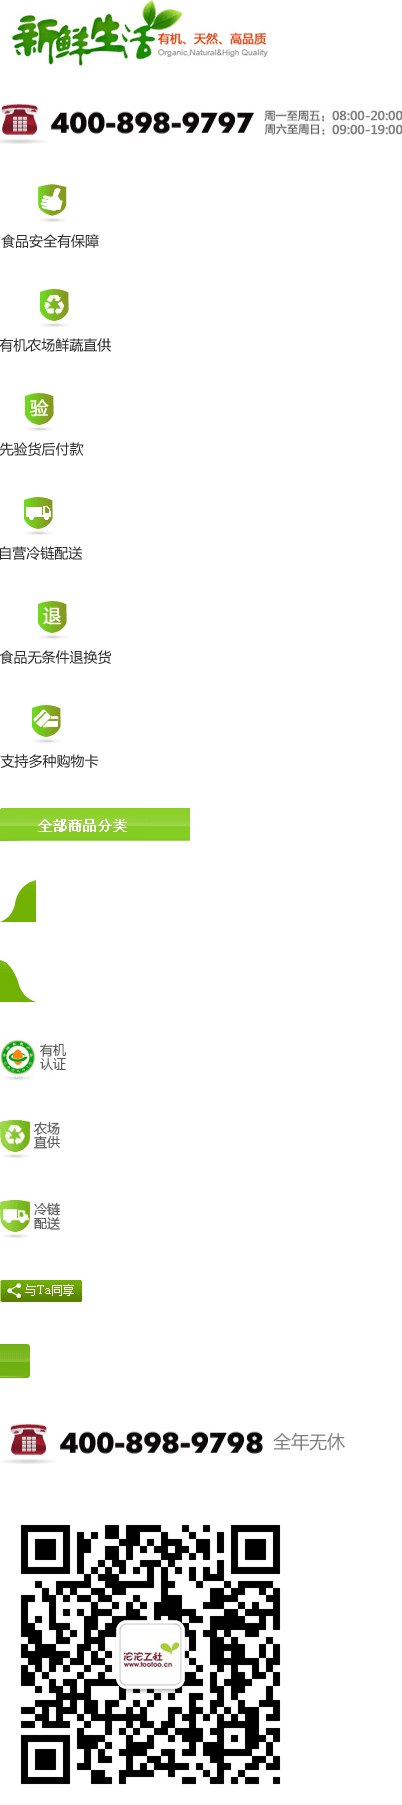 新鲜生活
有机、天然、高品质
Organic,Natural&High Quality
400-898-9797
周一至周五：08:00-20:00
周六至周日：09:00-19:00
食品安全有保障
有机农场鲜蔬直供
验
先验货后付款
自营冷链配送
退
食品无条件退换货
支持多种购物卡
全部商品分类
有机
认证
农场
直供
冷链
配送
与Ta同享
400-898-9798
全年无休
沱沱工社
www.tootoo.cn